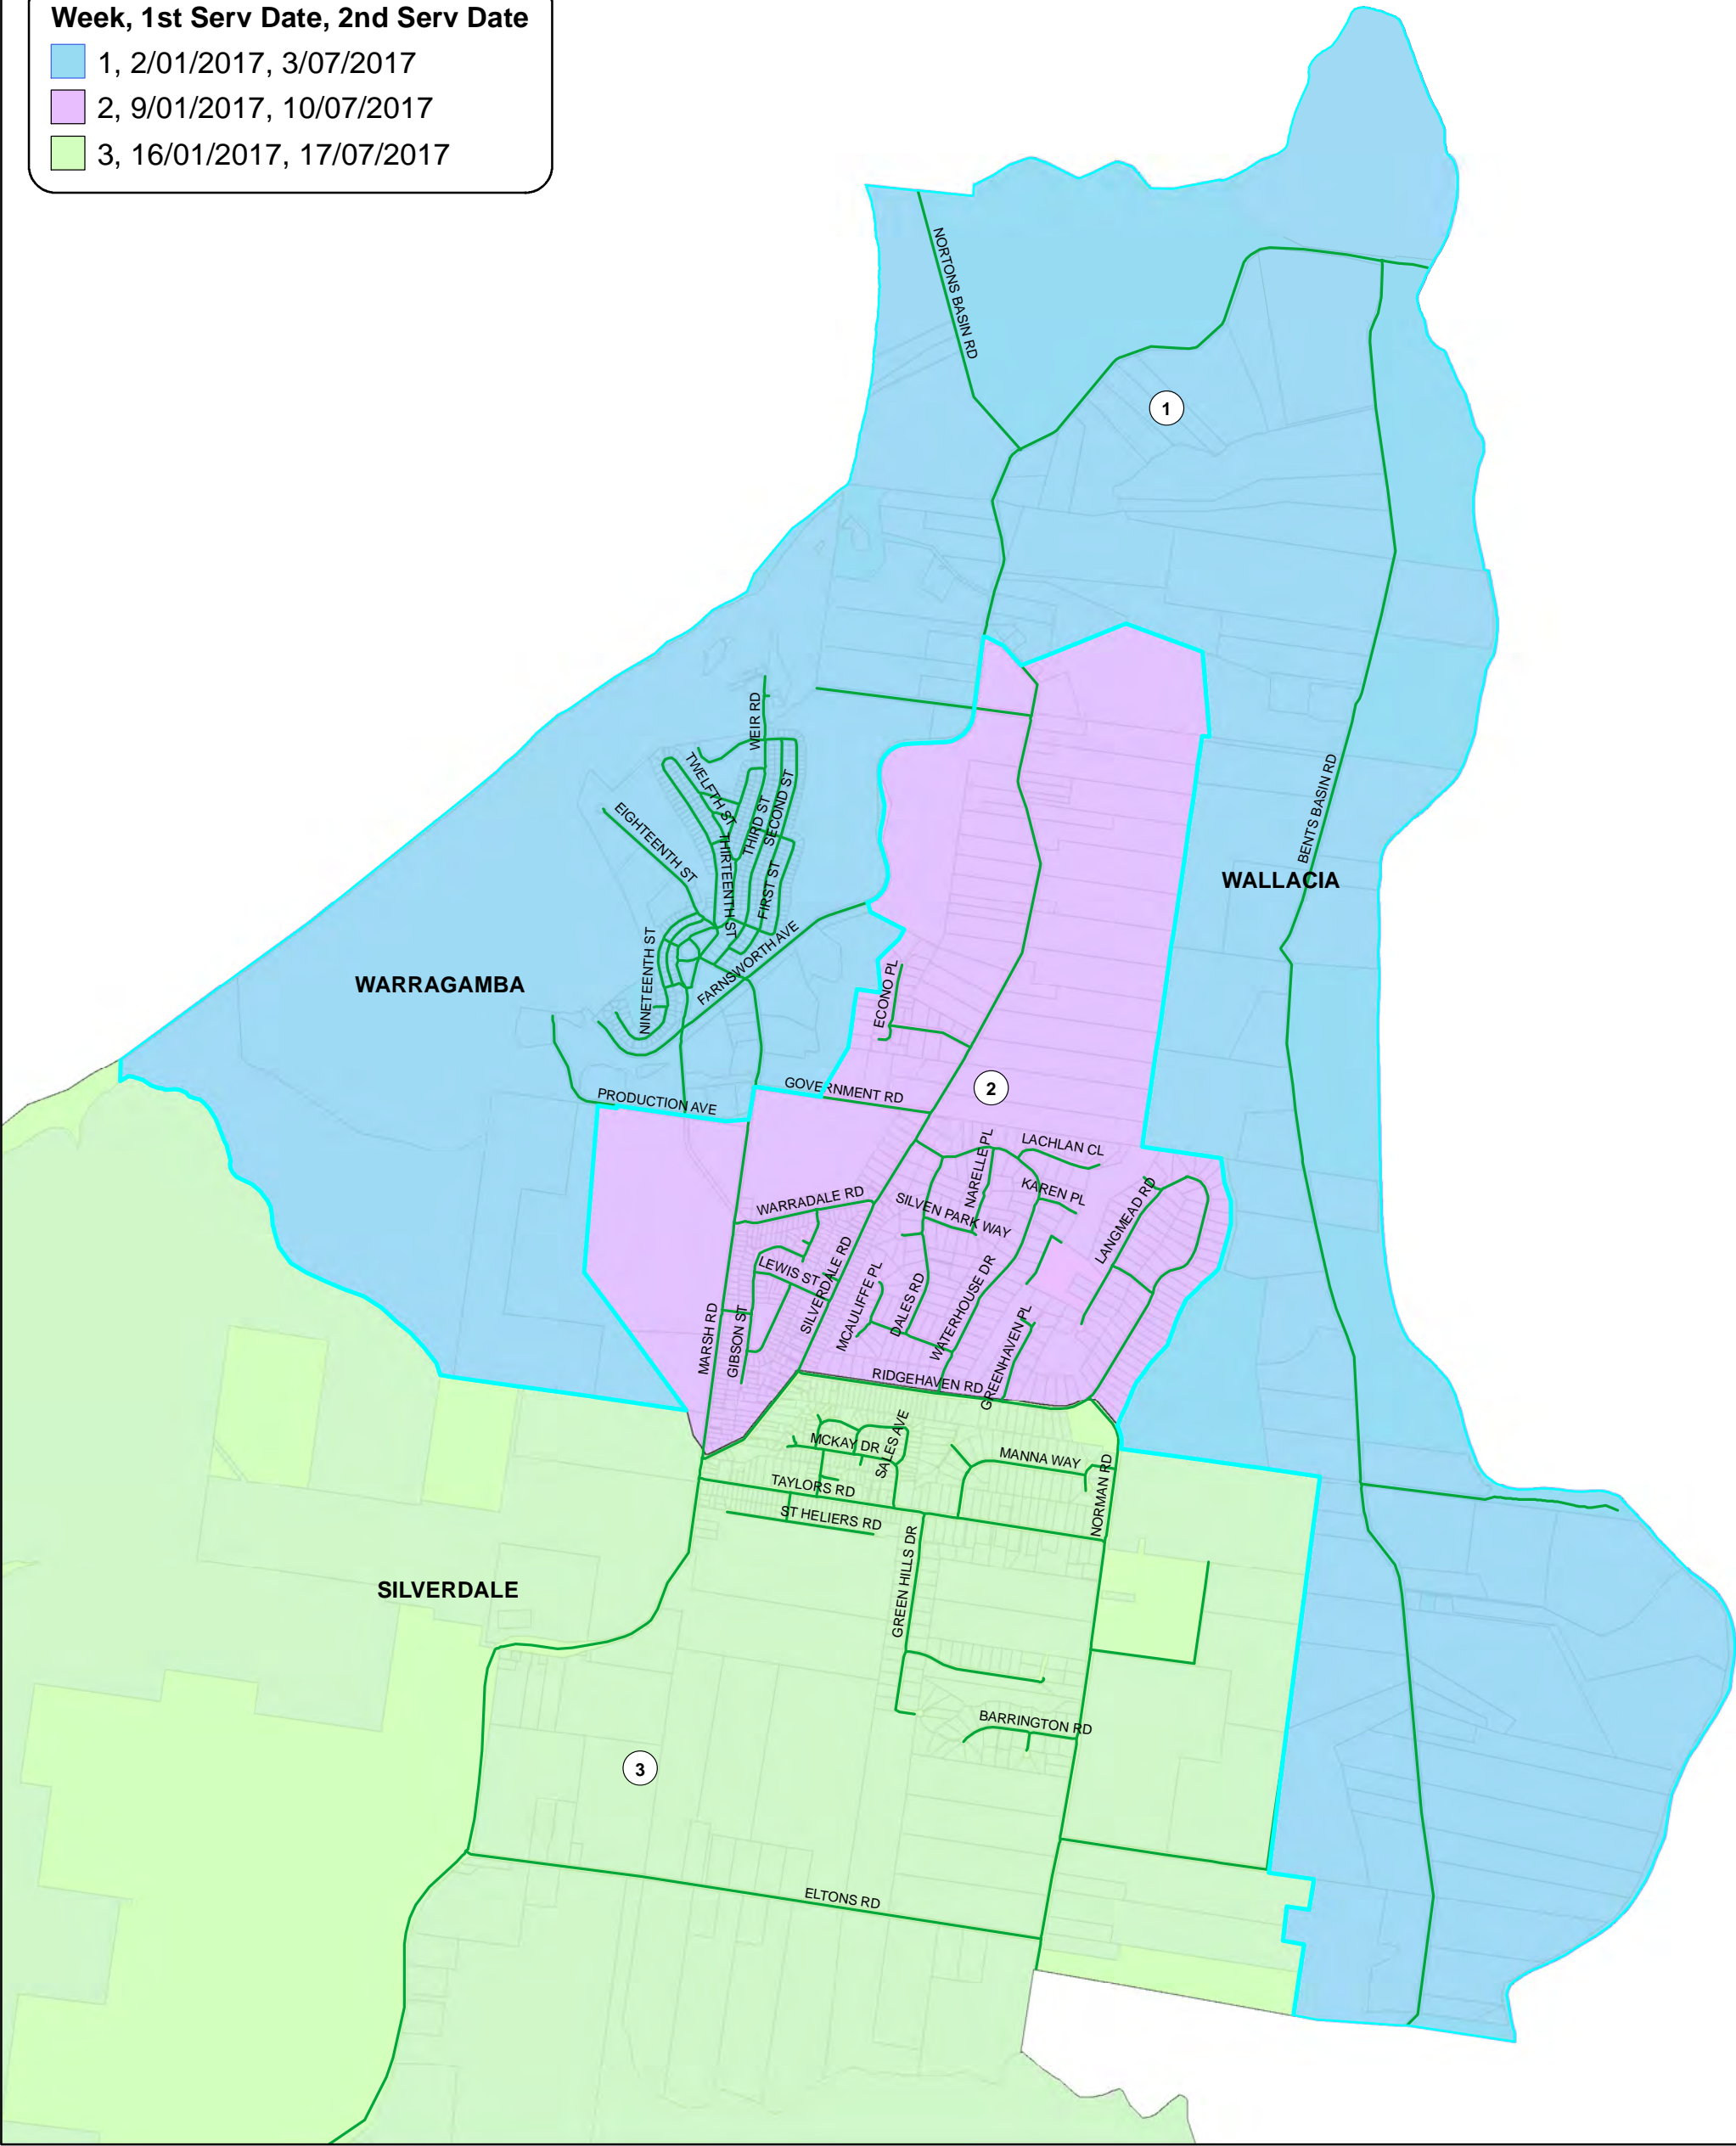 Week, 1st Serv Date, 2nd Serv Date
1, 2/01/2017, 3/07/2017
2, 9/01/2017, 10/07/2017
3, 16/01/2017, 17/07/2017
NORTONS BASIN RD
1
WEIR RD
TWELFTH ST
THIRD ST
SECOND ST
EIGHTEENTH ST
THIRTEENTH ST
FIRST ST
BENTS BASIN RD
WALLACIA
NINETEENTH ST
FARNSWORTH AVE
WARRAGAMBA
ECONO PL
2
GOVERNMENT RD
PRODUCTION AVE
LACHLAN CL
NARELLE PL
KAREN PL
WARRADALE RD
SILVEN PARK WAY
LANGMEAD RD
LEWIS ST
SILVERDALE RD
MCAULIFFE PL
DALES RD
WATERHOUSE DR
MARSH RD
GIBSON ST
GREENHAVEN PL
RIDGEHAVEN RD
MCKAY DR
SALES AVE
MANNA WAY
TAYLORS RD
ST HELIERS RD
NORMAN RD
GREEN HILLS DR
SILVERDALE
BARRINGTON RD
3
ELTONS RD